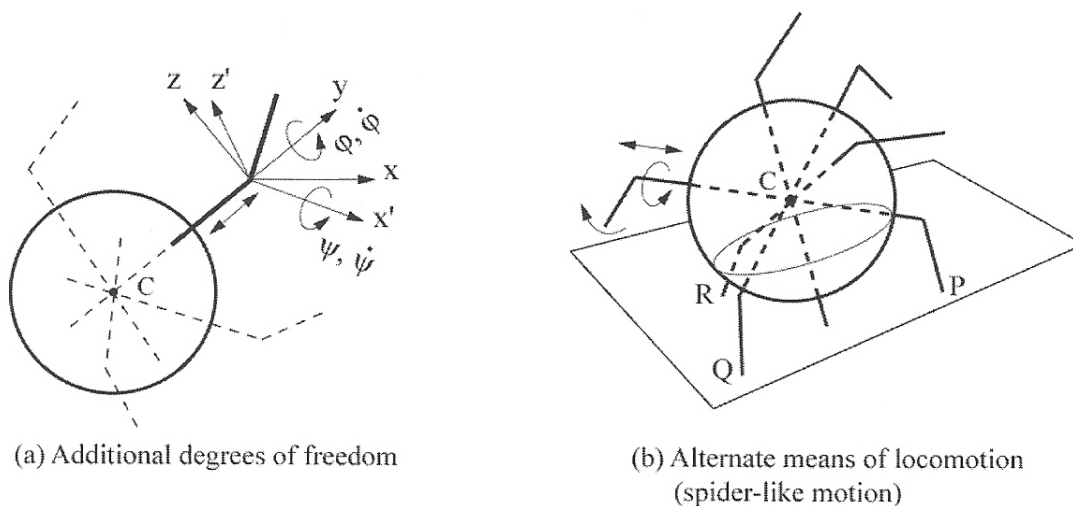 z z' y
φ, φ̇
x
x'
ψ, ψ̇
C
(a) Additional degrees of freedom
C
R
P
Q
(b) Alternate means of locomotion
(spider-like motion)